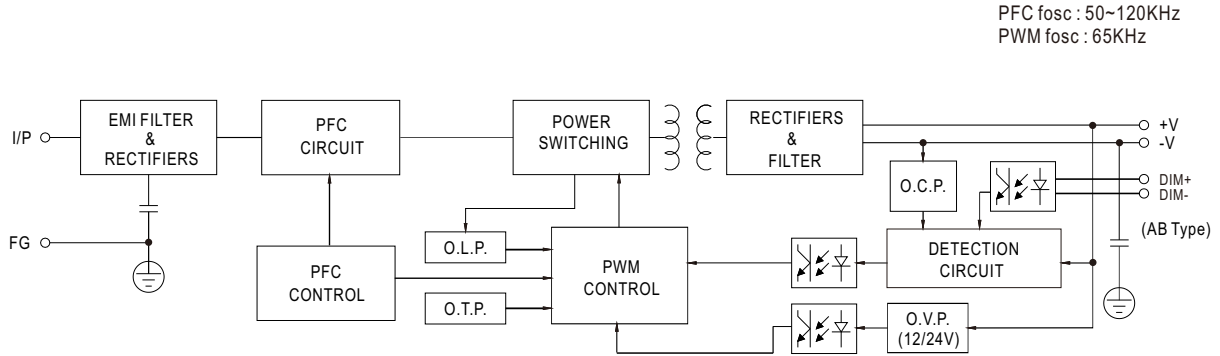 PFC fosc : 50~120KHz
PWM fosc : 65KHz
I/P
EMI FILTER
&
RECTIFIERS
PFC
CIRCUIT
POWER
SWITCHING
RECTIFIERS
&
FILTER
+V
-V
O.C.P.
DIM+
DIM-
(AB Type)
FG
O.L.P.
PFC
CONTROL
O.T.P.
PWM
CONTROL
DETECTION
CIRCUIT
O.V.P.
(12/24V)